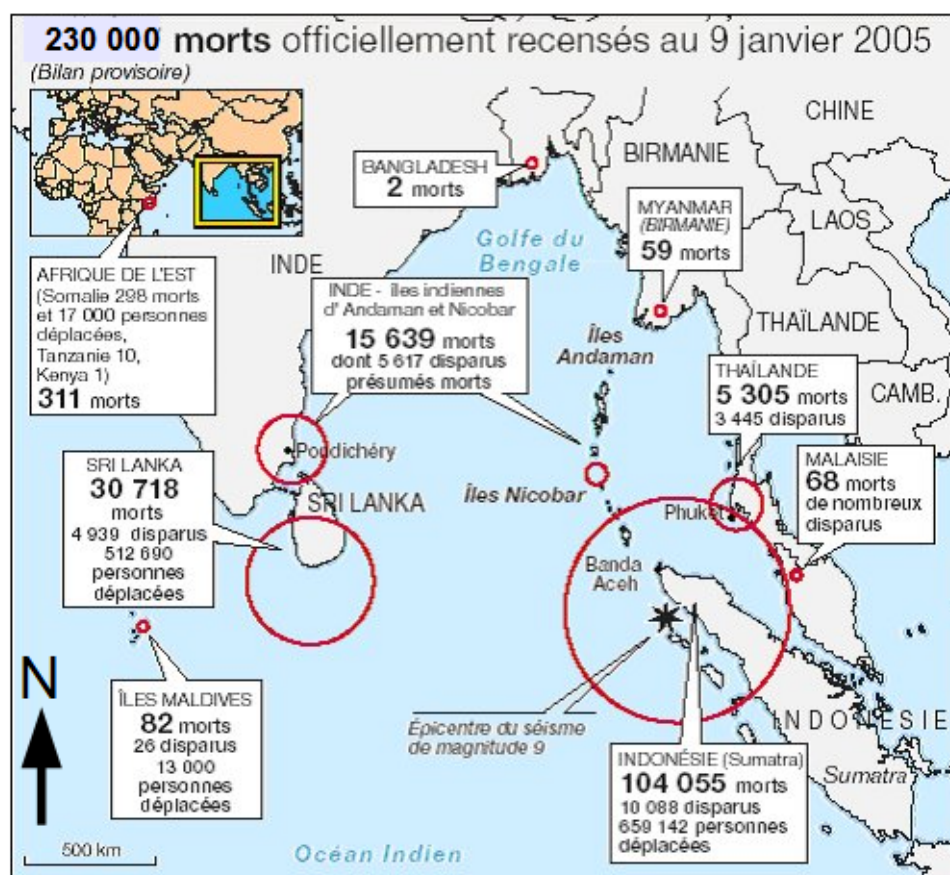 230 000 morts officiellement recensés au 9 janvier 2005
(Bilan provisoire)
CHINE
BANGLADESH
2 morts
BIRMANIE
MYANMAR
(BIRMANIE)
59 morts
LAOS
Golfe du
Bengale
INDE
AFRIQUE DE L'EST
(Somalie 298 morts
et 17 000 personnes
déplacées,
Tanzanie 10,
Kenya 1)
311 morts
INDE - îles indiennes
d'Andaman et Nicobar
15 639 morts
dont 5 617 disparus
présumés morts
Îles
Andaman
THAÏLANDE
THAÏLANDE
5 305 morts
3 445 disparus
CAMB.
Poddichéry
SRI LANKA
30 718
morts
4 939 disparus
512 690
personnes
déplacées
SRI LANKA
Îles Nicobar
Phuket
MALAISIE
68 morts
de nombreux
disparus
Banda
Aceh
N
ÎLES MALDIVES
82 morts
26 disparus
13 000
personnes
déplacées
Épicentre du séisme
de magnitude 9
INDONÉSIE
INDONÉSIE (Sumatra)
104 055 morts
10 088 disparus
659 142 personnes
déplacées
Sumatra
500 km
Océan Indien